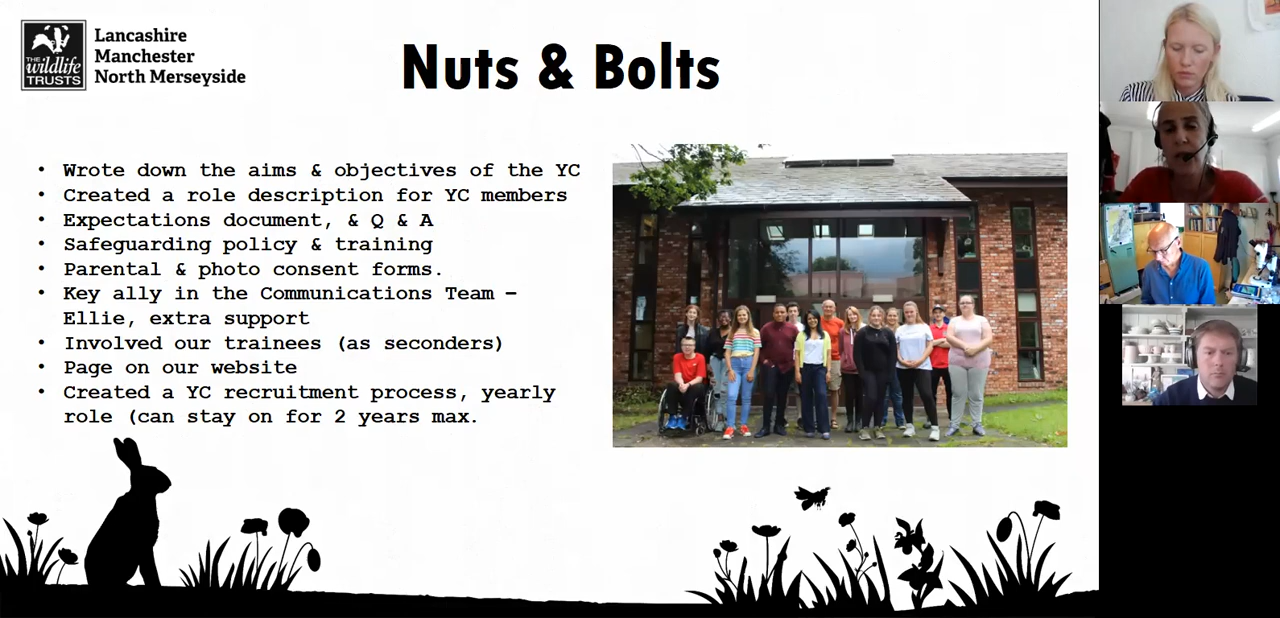 THE
wildlife
TRUSTS
Lancashire
Manchester
North Merseyside
Nuts & Bolts
• Wrote down the aims & objectives of the YC
• Created a role description for YC members
• Expectations document, & Q & A
• Safeguarding policy & training
• Parental & photo consent forms.
• Key ally in the Communications Team –
Ellie, extra support
• Involved our trainees (as seconders)
• Page on our website
• Created a YC recruitment process, yearly
role (can stay on for 2 years max.